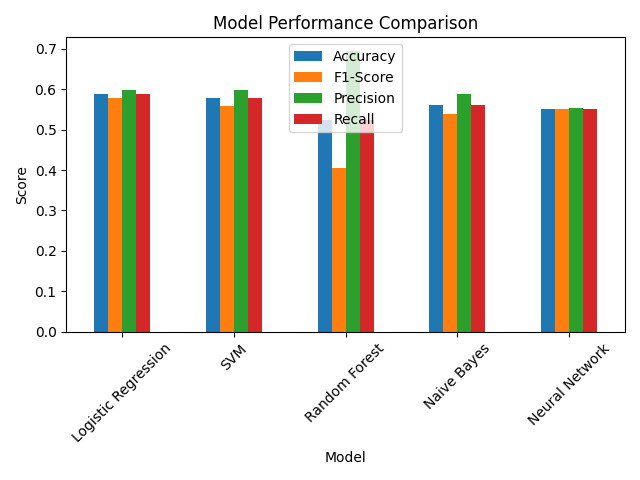 Model Performance Comparison
Accuracy
F1-Score
Precision
Recall
Score
0.7
0.6
0.5
0.4
0.3
0.2
0.1
0.0
Logistic Regression
SVM
Random Forest
Naive Bayes
Neural Network
Model